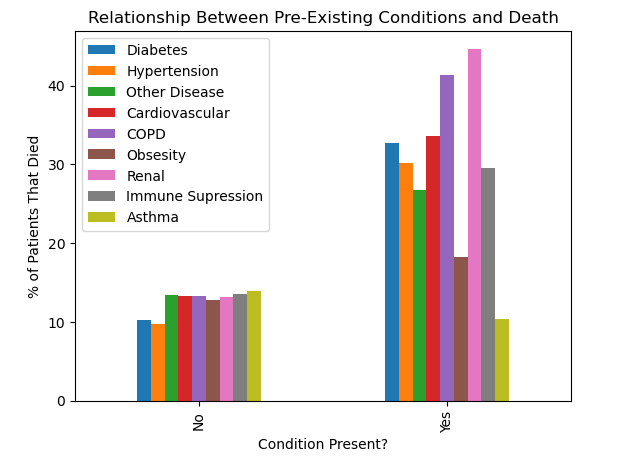 Relationship Between Pre-Existing Conditions and Death
Diabetes
Hypertension
Other Disease
Cardiovascular
COPD
Obsesity
Renal
Immune Supression
Asthma
% of Patients That Died
40
30
20
10
0
No
Yes
Condition Present?